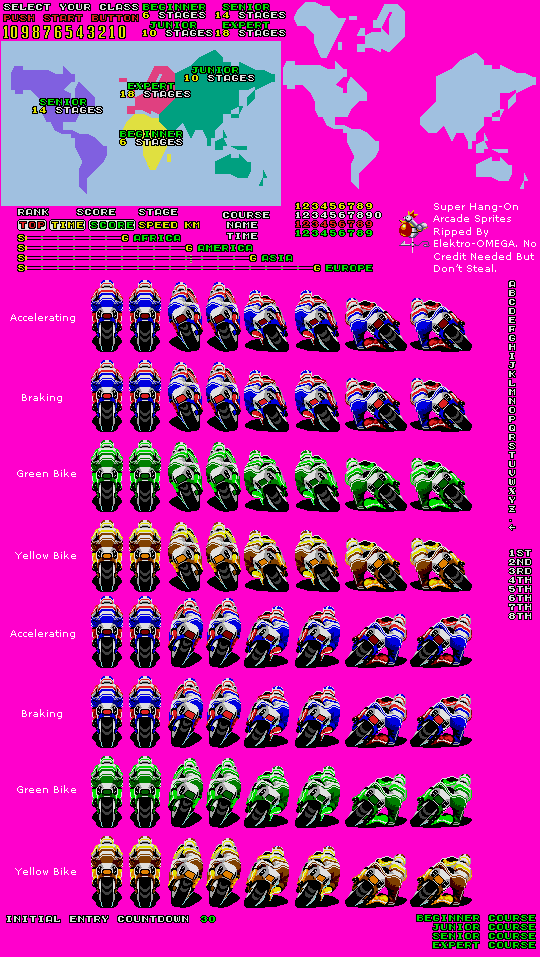 SELECT YOUR CLASS
PUSH START BUTTON
109876543210
BEGINNER
6 STAGES
SENIOR
14 STAGES
JUNIOR
10 STAGES
EXPERT
18 STAGES
JUNIOR
10 STAGES
EXPERT
18 STAGES
SENIOR
14 STAGES
BEGINNER
6 STAGES
RANK SCORE STAGE
TOP TIME SCORE SPEED KM
COURSE
NAME
TIME
S G AFRICA
S G AMERICA
S G ASIA
S G EUROPE
123456789
1234567890
123456789
123456789
Super Hang-On
Arcade Sprites
Ripped By
Elektro-OMEGA. No
Credit Needed But
Don't Steal.
Accelerating
Braking
Green Bike
Yellow Bike
Accelerating
Braking
Green Bike
Yellow Bike
A
B
C
D
E
F
G
H
I
J
K
L
M
N
O
P
Q
R
S
T
U
V
W
X
Y
Z
.
1ST
2ND
3RD
4TH
5TH
6TH
7TH
8TH
INITIAL ENTRY COUNTDOWN 30
BEGINNER COURSE
JUNIOR COURSE
SENIOR COURSE
EXPERT COURSE